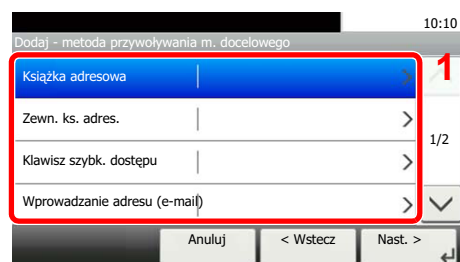 10:10
Dodaj - metoda przywoływania m. docelowego
Książka adresowa
1
Zewn. ks. adres.
1/2
Klawisz szybk. dostępu
Wprowadzanie adresu (e-mail)
Anuluj
< Wstecz
Nast. >